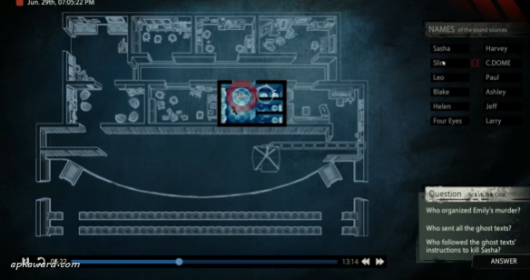 Jun. 29th, 07:05:22 PM
NAMES of the sound sources
Sasha Harvey
C.DOME
Leo Paul
Blake Ashley
Helen Jeff
Four Eyes Larry
Question
Who organized Emily's murder?
Who sent all the ghost texts?
Who followed the ghost texts'
instructions to kill Sasha?
13:14
ANSWER
apkaward.com